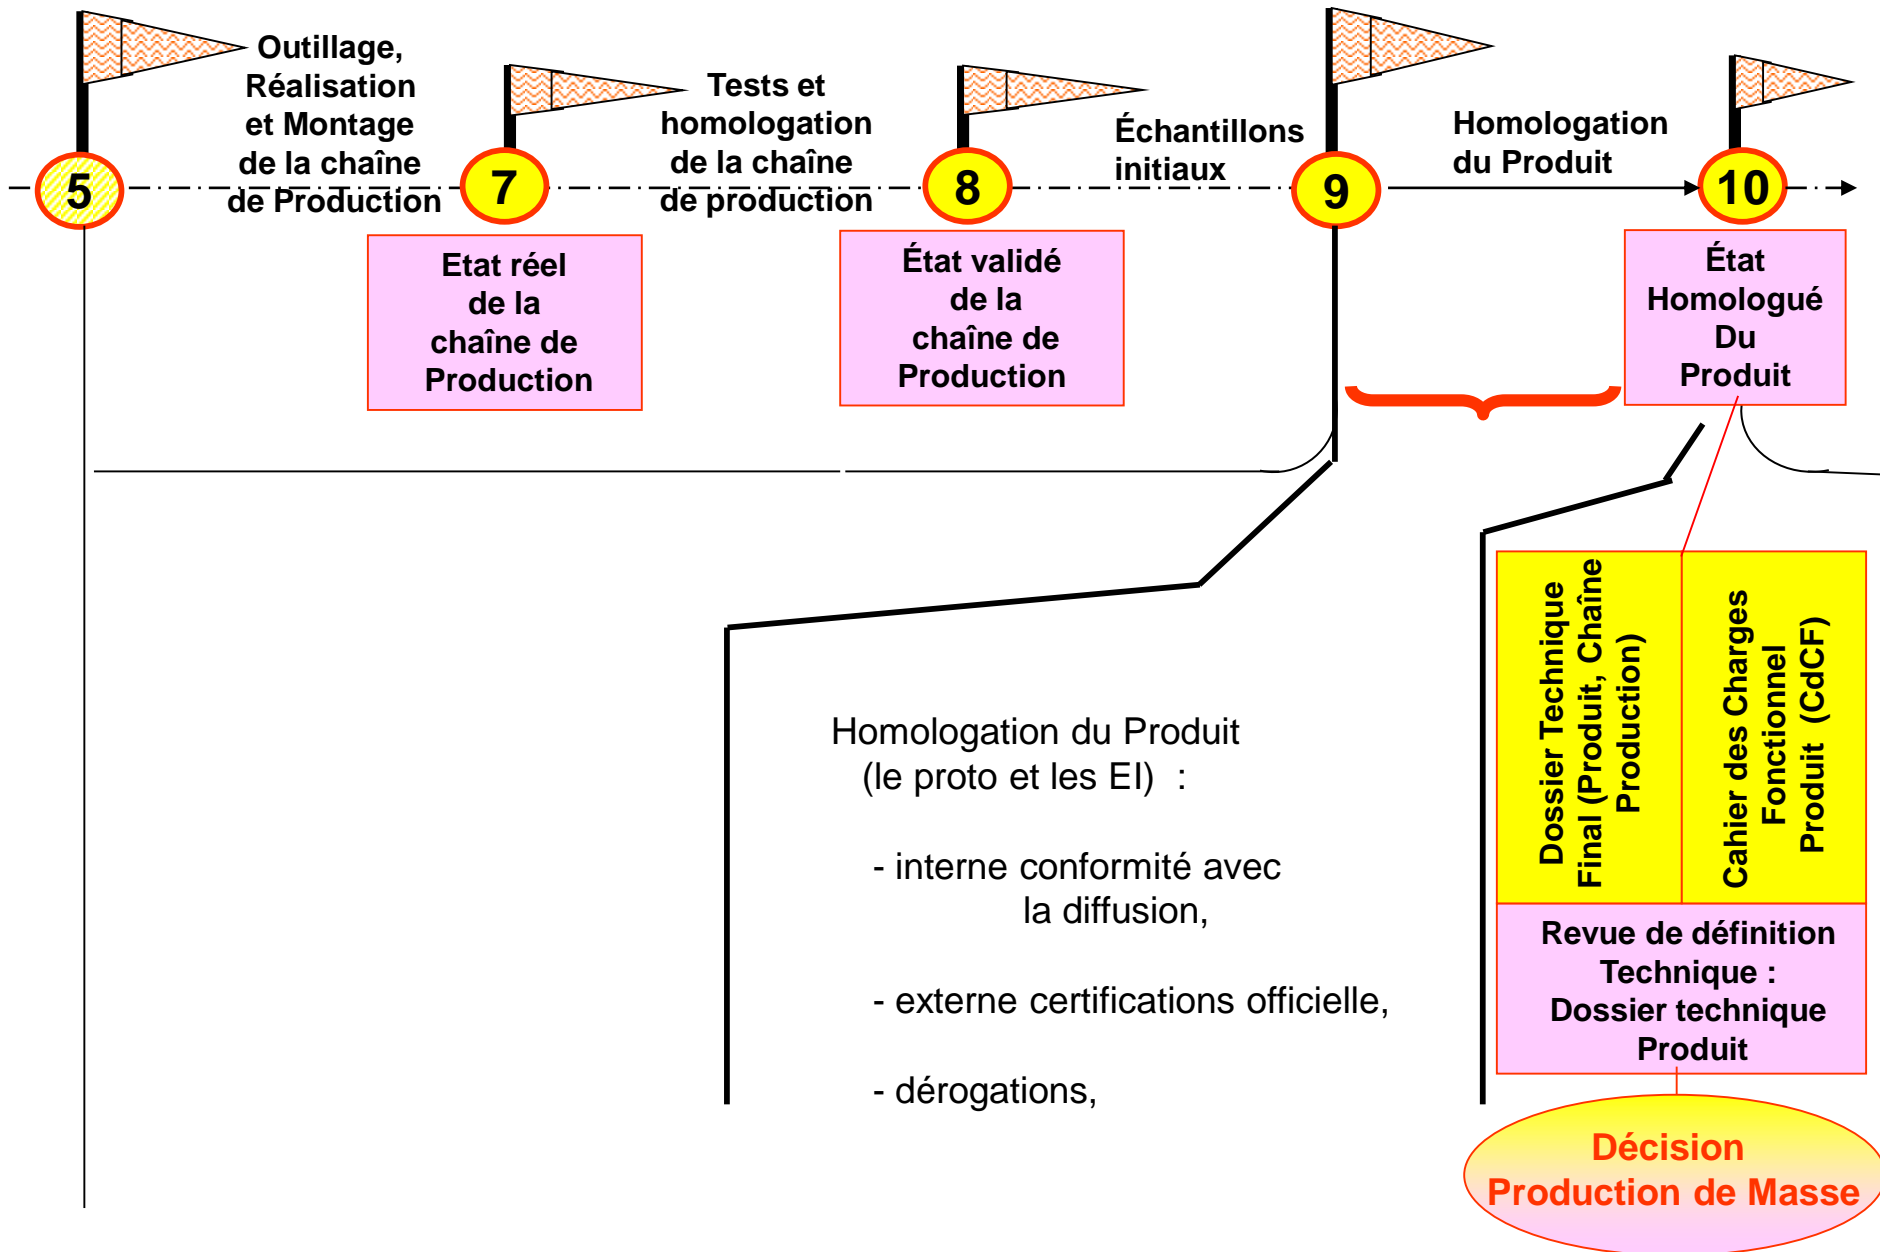 Outillage,
Réalisation
et Montage
de la chaîne
de Production
Tests et
homologation
de la chaîne
de production
Échantillons
initiaux
Homologation
du Produit
5
7
8
9
10
Etat réel
de la
chaîne de
Production
État validé
de la
chaîne de
Production
État
Homologué
Du
Produit
Homologation du Produit
(le proto et les EI) :
- interne conformité avec
la diffusion,
- externe certifications officielle,
- dérogations,
Dossier Technique
Final (Produit, Chaîne
Production)
Cahier des Charges
Fonctionnel
Produit (CdCF)
Revue de définition
Technique :
Dossier technique
Produit
Décision
Production de Masse